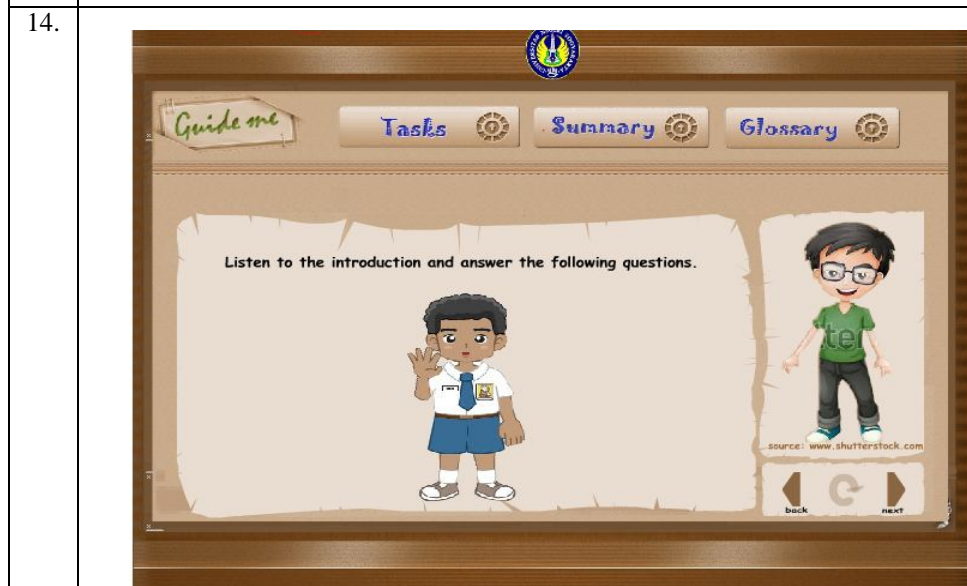 14.
Guide me
Tasks
Summary
Glossary
Listen to the introduction and answer the following questions.
source: www.shutterstock.com
back
next